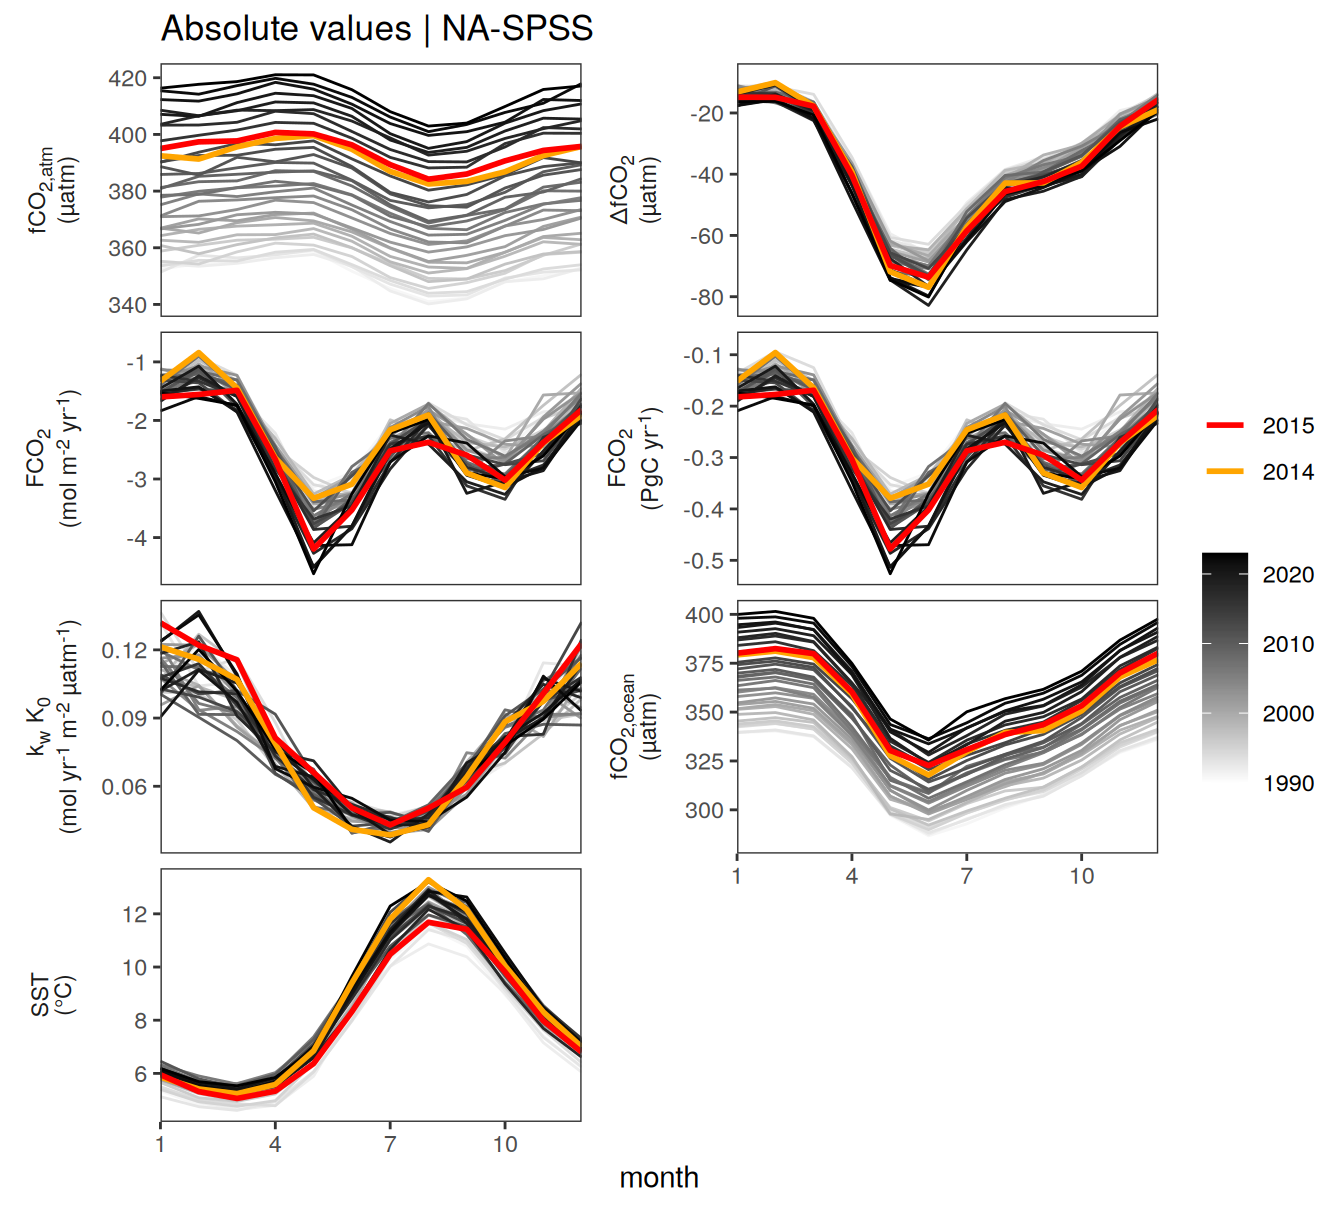 Absolute values | NA-SPSS
fCO2,atm
(µatm)
420
400
380
360
340
ΔfCO2
(µatm)
-20
-40
-60
-80
FCO2
(mol m-2 yr-1)
-1
-2
-3
-4
FCO2
(PgC yr-1)
-0.1
-0.2
-0.3
-0.4
-0.5
kw K0
(mol yr-1 m-2 µatm-1)
0.12
0.09
0.06
fCO2,ocean
(µatm)
400
375
350
325
300
1 4 7 10
SST
(°C)
12
10
8
6
1 4 7 10
month
2015
2014
2020
2010
2000
1990